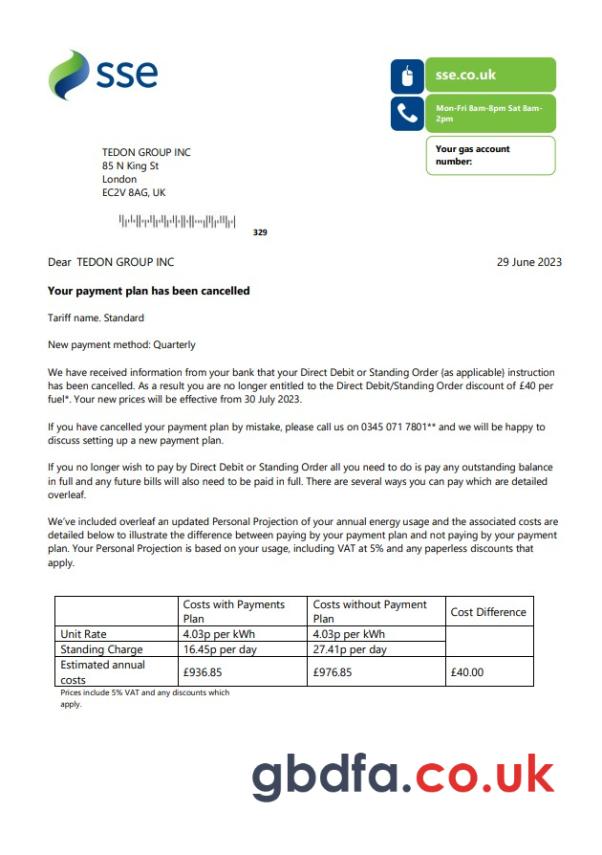 sse
sse.co.uk
Mon-Fri 8am-8pm Sat 8am-
2pm
Your gas account
number:
TEDON GROUP INC
85 N King St
London
EC2V 8AG, UK
329
Dear TEDON GROUP INC
29 June 2023
Your payment plan has been cancelled
Tariff name. Standard
New payment method: Quarterly
We have received information from your bank that your Direct Debit or Standing Order (as applicable) instruction
has been cancelled. As a result you are no longer entitled to the Direct Debit/Standing Order discount of £40 per
fuel*. Your new prices will be effective from 30 July 2023.
If you have cancelled your payment plan by mistake, please call us on 0345 071 7801** and we will be happy to
discuss setting up a new payment plan.
If you no longer wish to pay by Direct Debit or Standing Order all you need to do is pay any outstanding balance
in full and any future bills will also need to be paid in full. There are several ways you can pay which are detailed
overleaf.
We've included overleaf an updated Personal Projection of your annual energy usage and the associated costs are
detailed below to illustrate the difference between paying by your payment plan and not paying by your payment
plan. Your Personal Projection is based on your usage, including VAT at 5% and any paperless discounts that
apply.
Costs with Payments
Plan
Costs without Payment
Plan
Cost Difference
Unit Rate
4.03p per kWh
4.03p per kWh
Standing Charge
16.45p per day
27.41p per day
Estimated annual
costs
£936.85
£976.85
£40.00
Prices include 5% VAT and any discounts which
apply.
gbdfa.co.uk